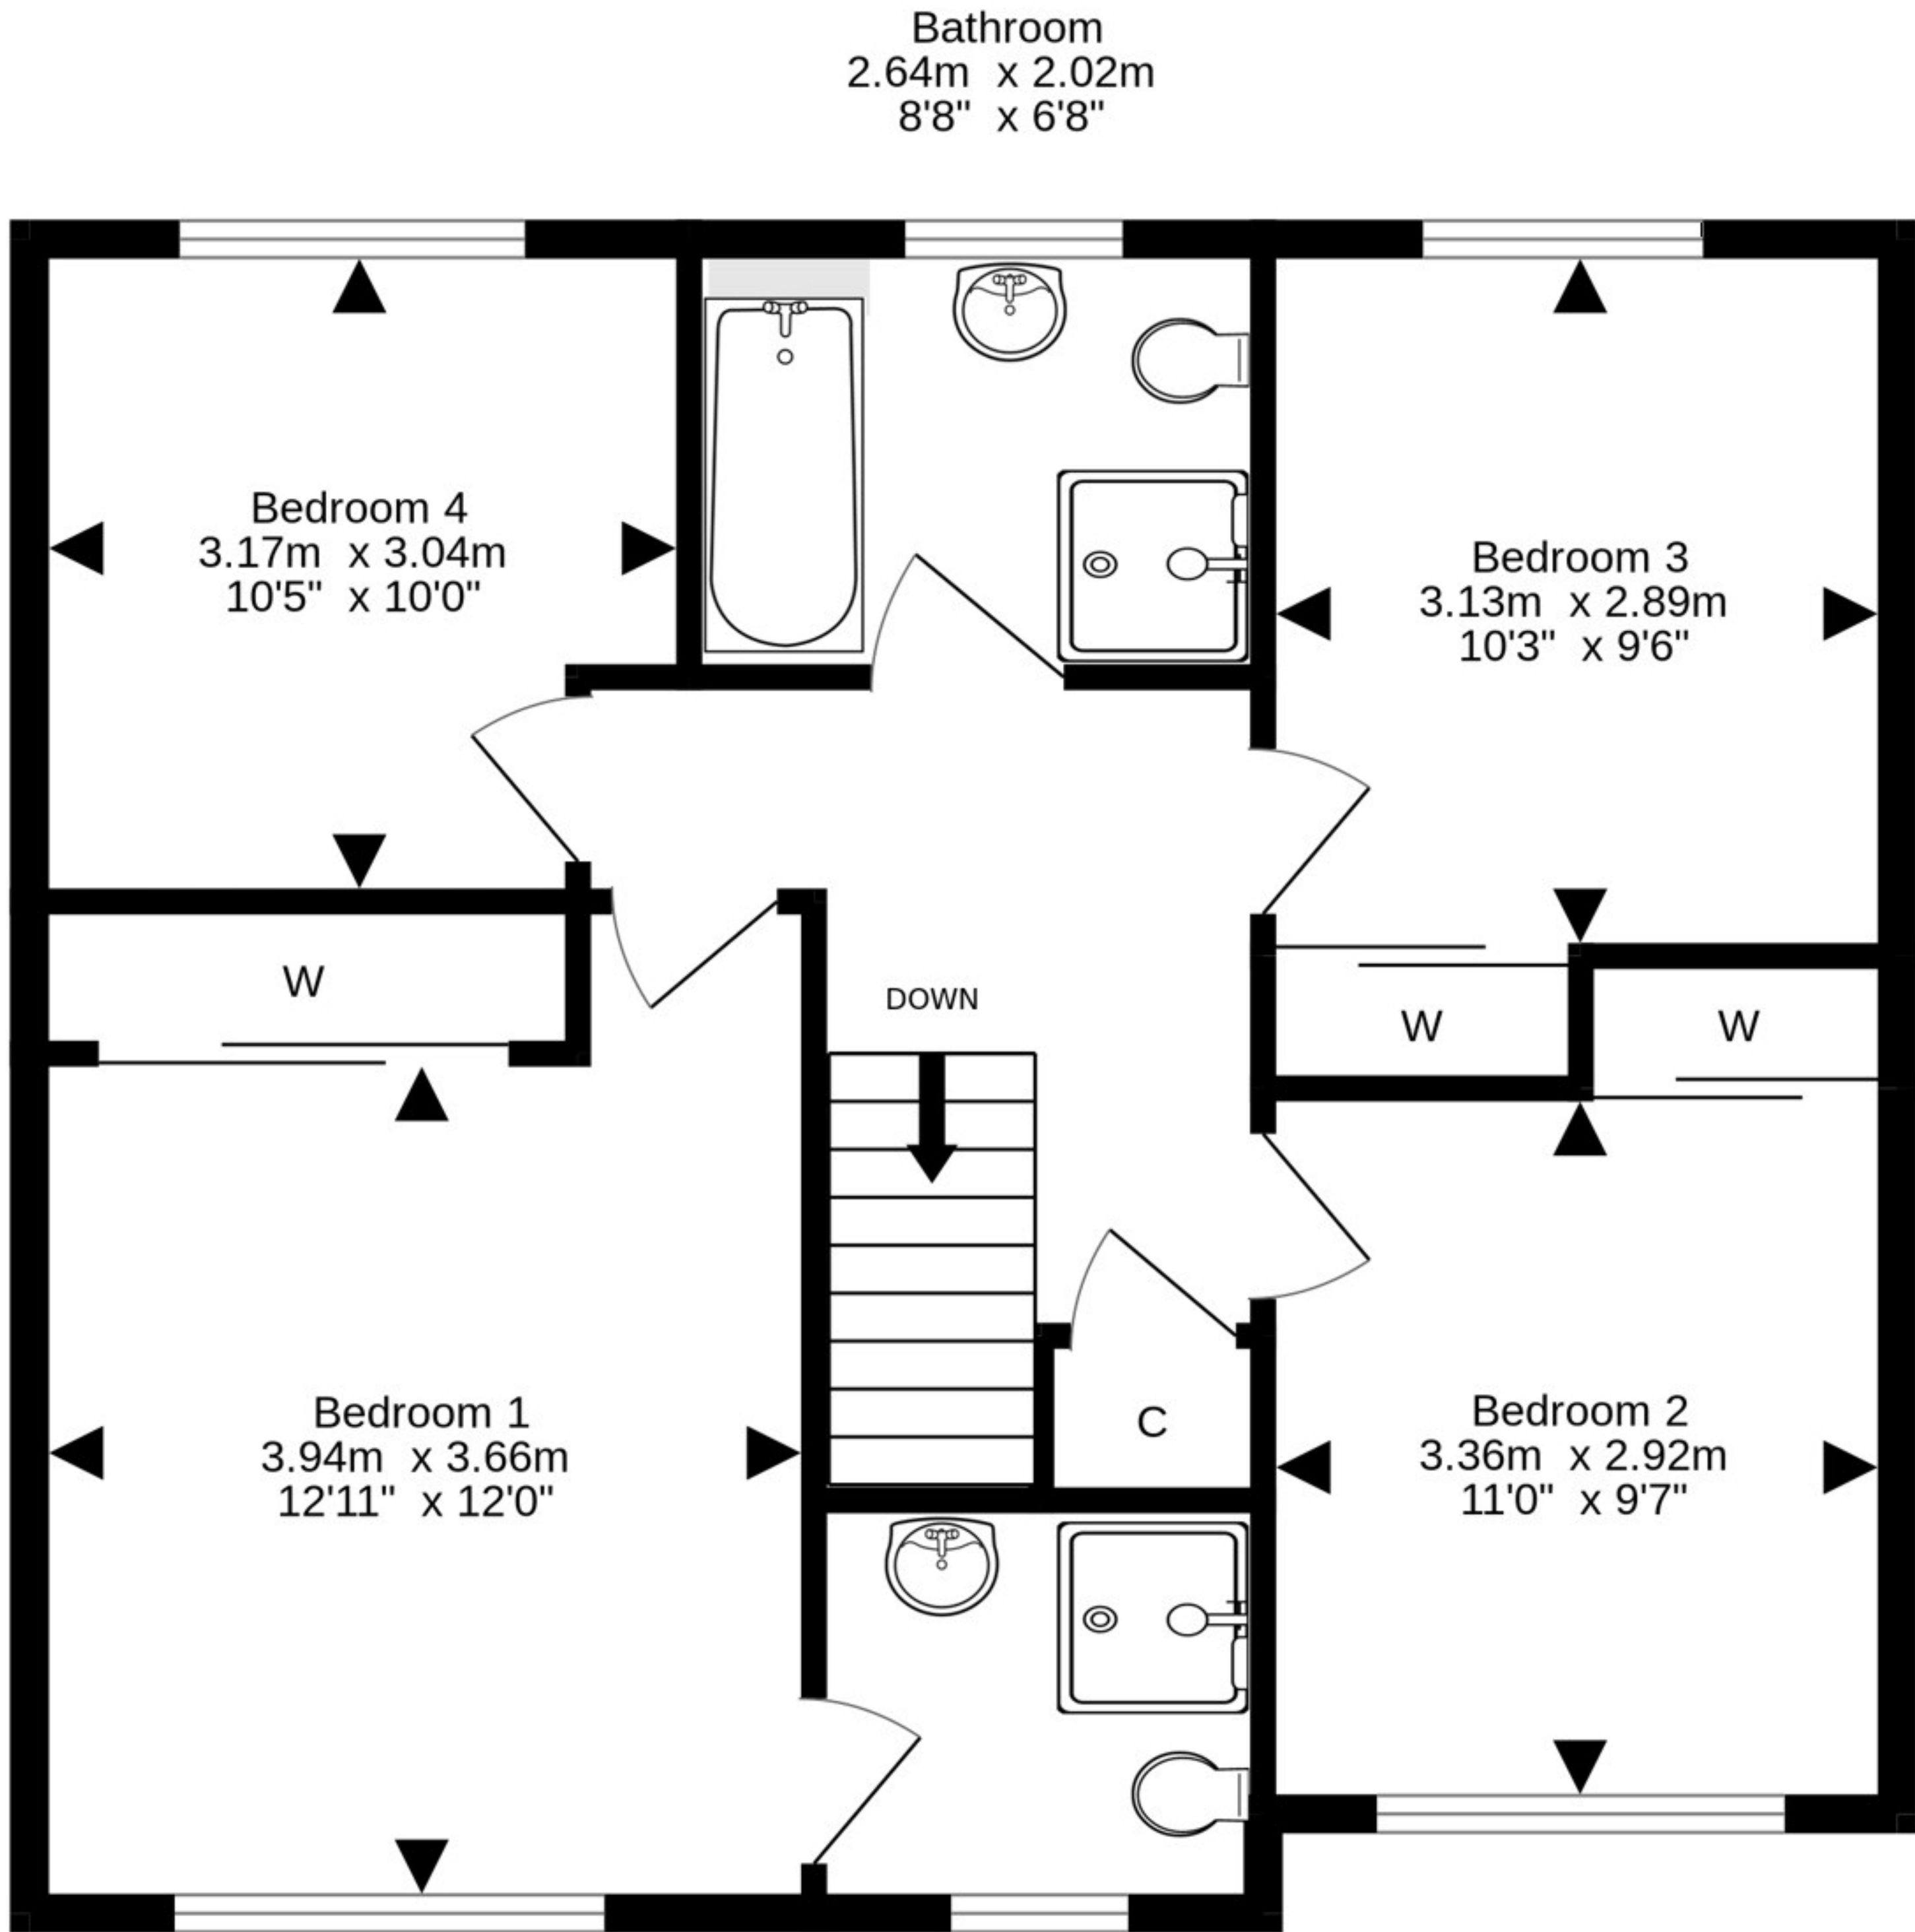 Bathroom
2.64m x 2.02m
8'8" x 6'8"
Bedroom 4
3.17m x 3.04m
10'5" x 10'0"
Bedroom 3
3.13m x 2.89m
10'3" x 9'6"
W
DOWN
W
W
Bedroom 1
3.94m x 3.66m
12'11" x 12'0"
C
Bedroom 2
3.36m x 2.92m
11'0" x 9'7"